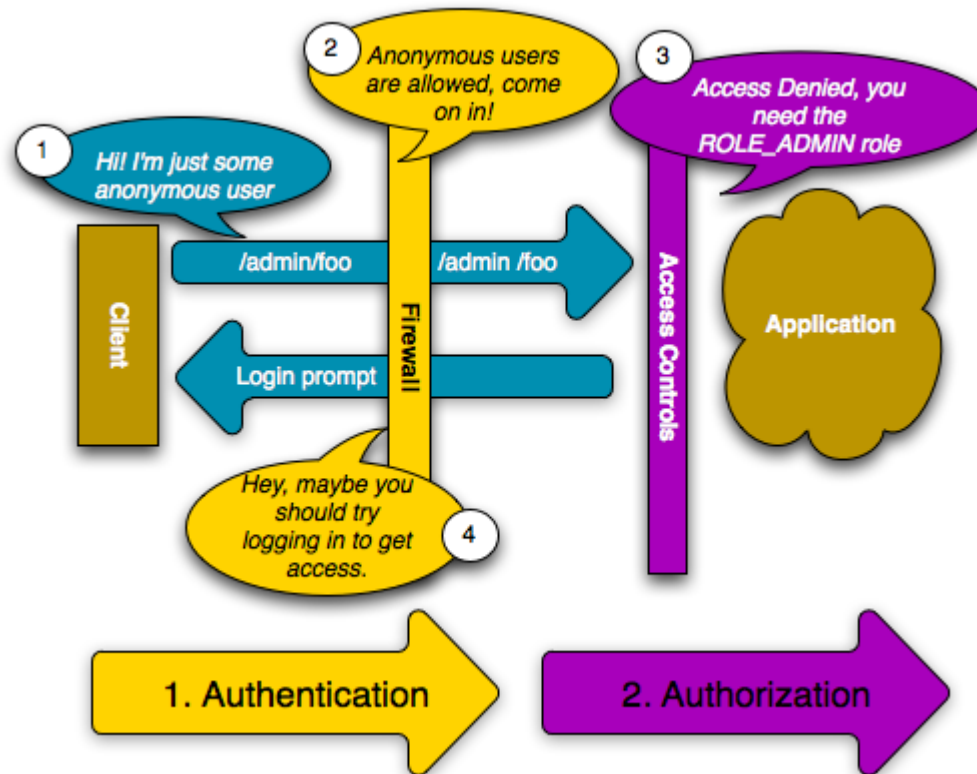 2
Anonymous users
are allowed, come
on in!
3
Access Denied, you
need the
ROLE_ADMIN role
1
Hi! I'm just some
anonymous user
/admin/foo
/admin /foo
Client
Firewall
Access Controls
Application
Login prompt
Hey, maybe you
should try
logging in to get
access.
4
1. Authentication
2. Authorization